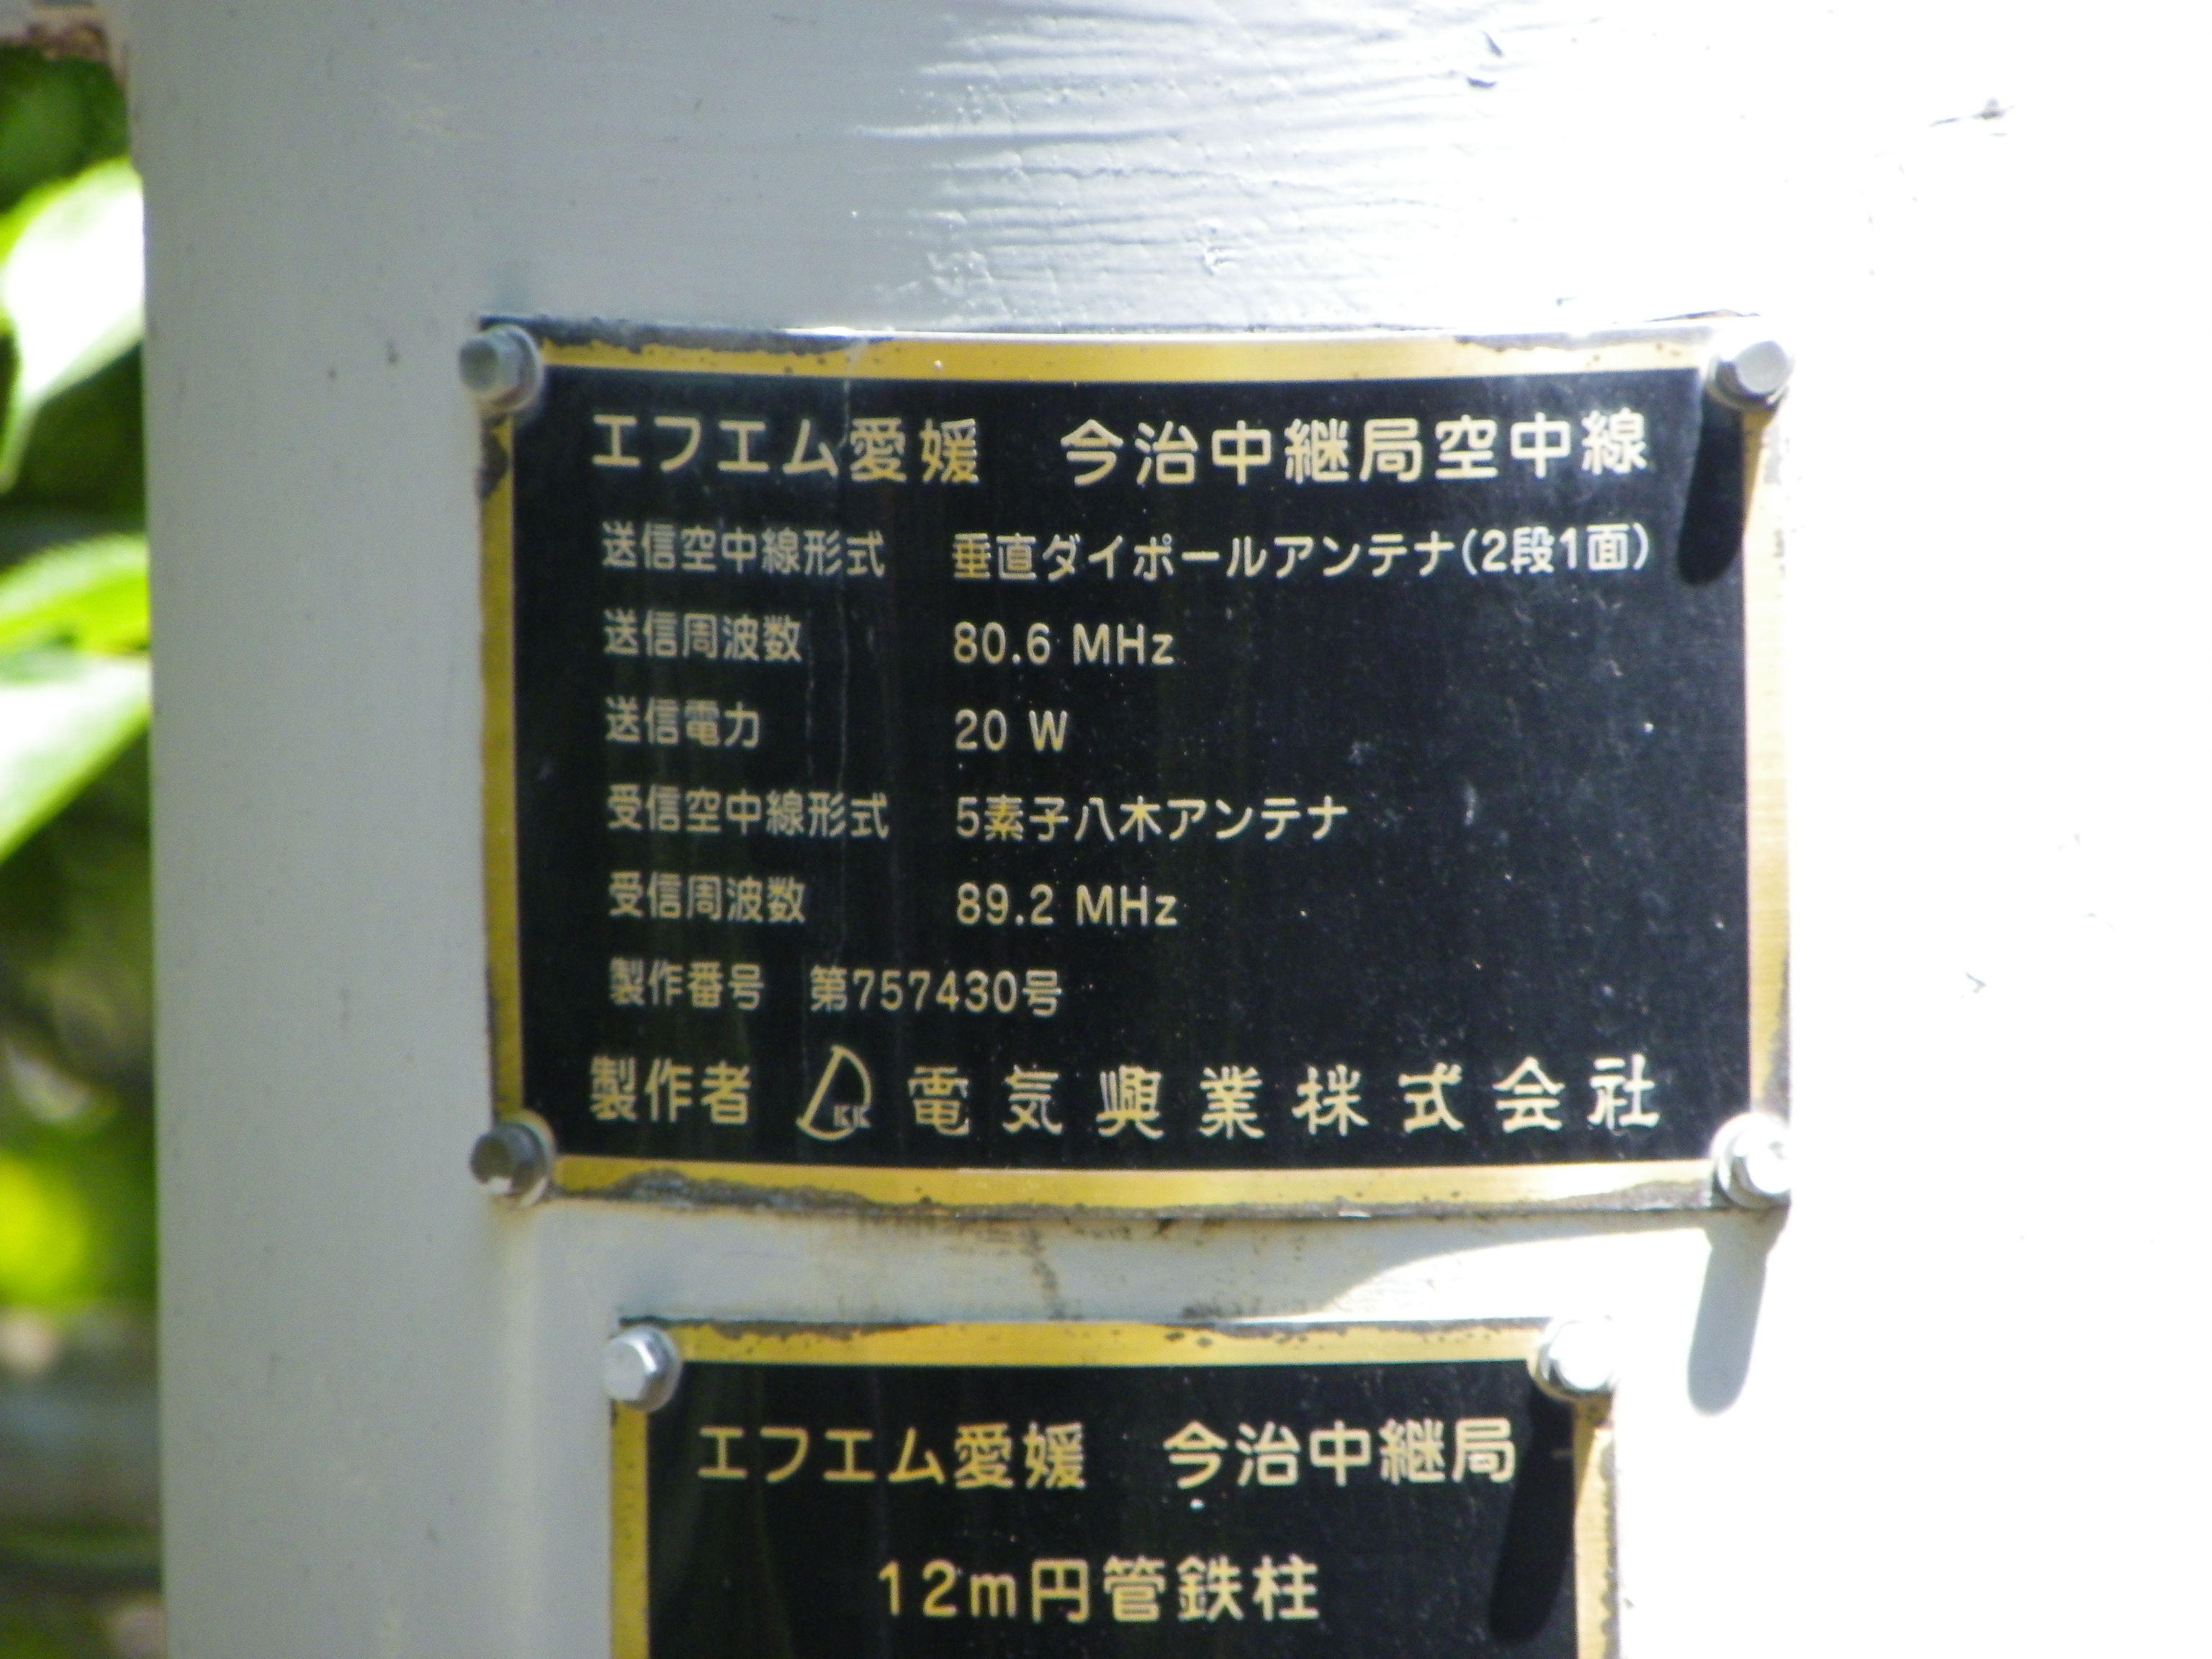 エフエム愛媛　今治中継局空中線
送信空中線形式　垂直ダイポールアンテナ(2段1面)
送信周波数　80.6 MHz
送信電力　20 W
受信空中線形式　5素子八木アンテナ
受信周波数　89.2 MHz
製作番号　第757430号
製作者　電気興業株式会社
エフエム愛媛　今治中継局
12m円管鉄柱